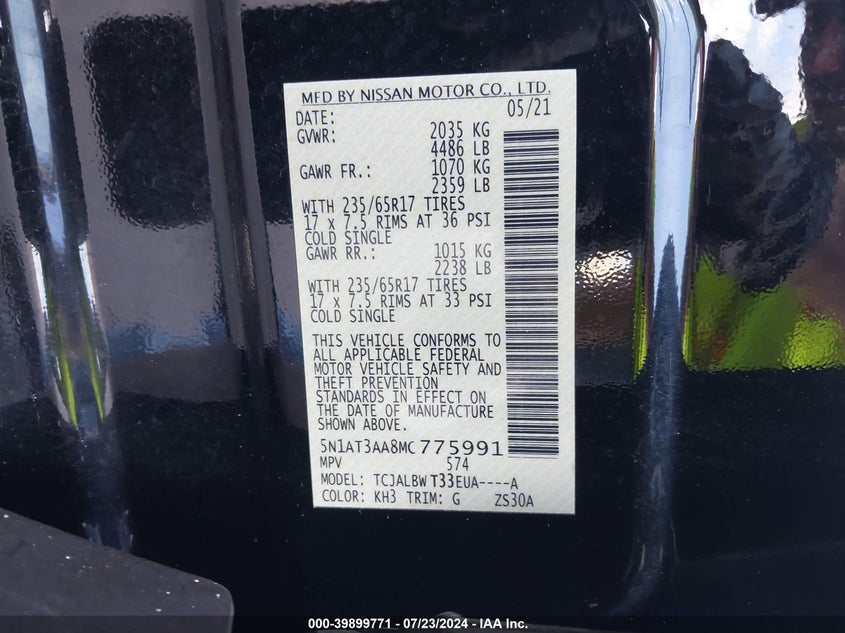 MFD BY NISSAN MOTOR CO., LTD.
DATE: 05/21
GVWR: 2035 KG
4486 LB
GAWR FR.: 1070 KG
2359 LB
WITH 235/65R17 TIRES
17 x 7.5 RIMS AT 36 PSI
COLD SINGLE
GAWR RR.: 1015 KG
2238 LB
WITH 235/65R17 TIRES
17 x 7.5 RIMS AT 33 PSI
COLD SINGLE
THIS VEHICLE CONFORMS TO
ALL APPLICABLE FEDERAL
MOTOR VEHICLE SAFETY AND
THEFT PREVENTION
STANDARDS IN EFFECT ON
THE DATE OF MANUFACTURE
SHOWN ABOVE.
5N1AT3AA8MC775991
MPV 574
MODEL: TCJALBW T33EUA----A
COLOR: KH3 TRIM: G ZS30A
000-39899771 - 07/23/2024 - IAA Inc.